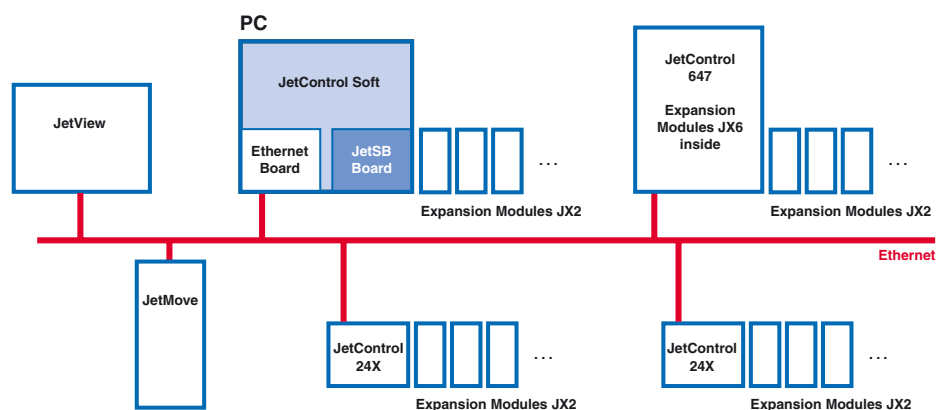 PC
JetControl Soft
Ethernet
Board
JetSB
Board
...
Expansion Modules JX2
JetView
JetControl
647
Expansion
Modules JX6
inside
...
Expansion Modules JX2
Ethernet
JetMove
JetControl
24X
...
Expansion Modules JX2
JetControl
24X
...
Expansion Modules JX2